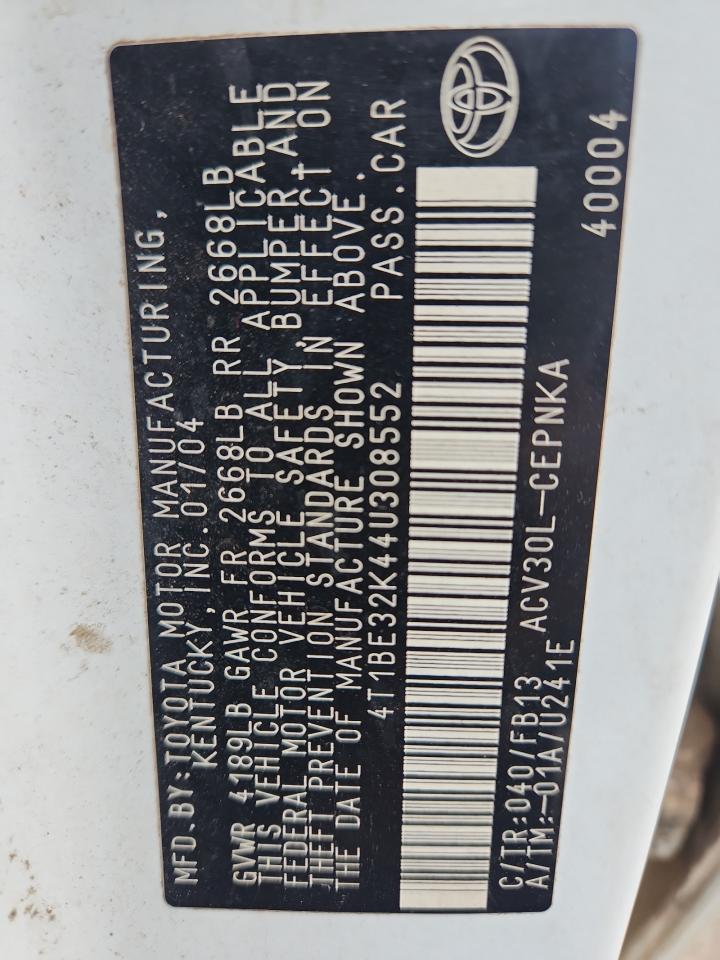 MFD.BY:TOYOTA MOTOR MANUFACTURING,
KENTUCKY,INC.01/04
GVWR 4189LB GAWR FR 2668LB RR 2668LB
THIS VEHICLE CONFORMS TO ALL APPLICABLE
FEDERAL MOTOR VEHICLE SAFETY, BUMPER AND
THEFT PREVENTION STANDARDS IN EFFECT ON
THE DATE OF MANUFACTURE SHOWN ABOVE.
4T1BE32K44U308552 PASS.CAR
C/TR:040/FB13 ACV30L-CEPNKA
A/TM:-01A/U241E
40004